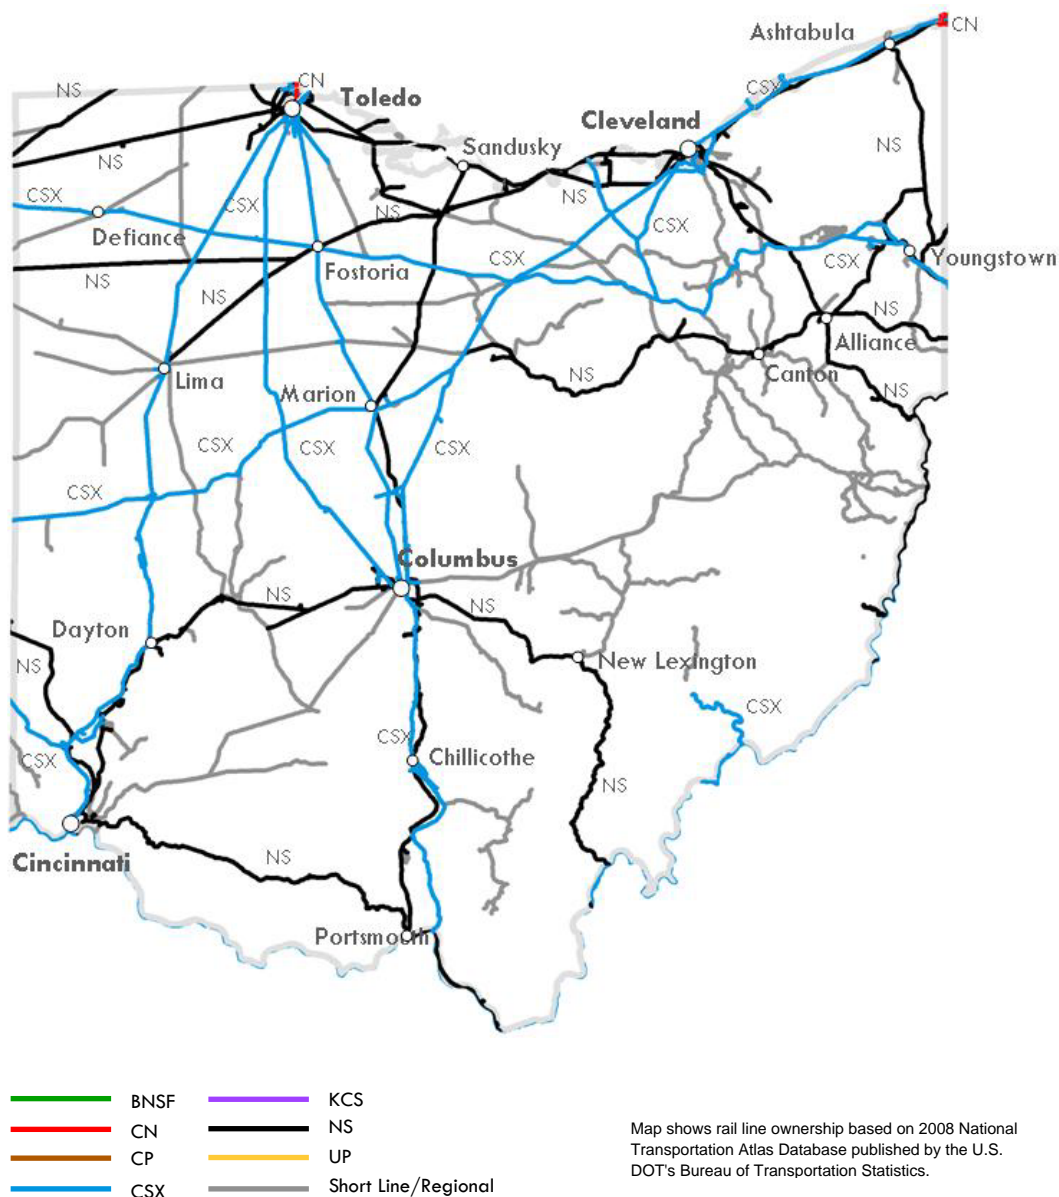 Ashtabula
CN
CN
NS
Toledo
CSX
Cleveland
Sandusky
NS
NS
CSX
CSX
NS
NS
CSX
Defiance
CSX
CSX
CSX
Youngstown
Fostoria
NS
NS
NS
Alliance
Lima
NS
Canton
Marion
NS
CSX
CSX
CSX
CSX
Columbus
NS
NS
Dayton
NS
New Lexington
CSX
CSX
Chillicothe
CSX
NS
NS
Cincinnati
Portsmouth
BNSF
KCS
CN
NS
CP
UP
CSX
Short Line/Regional
Map shows rail line ownership based on 2008 National
Transportation Atlas Database published by the U.S.
DOT's Bureau of Transportation Statistics.